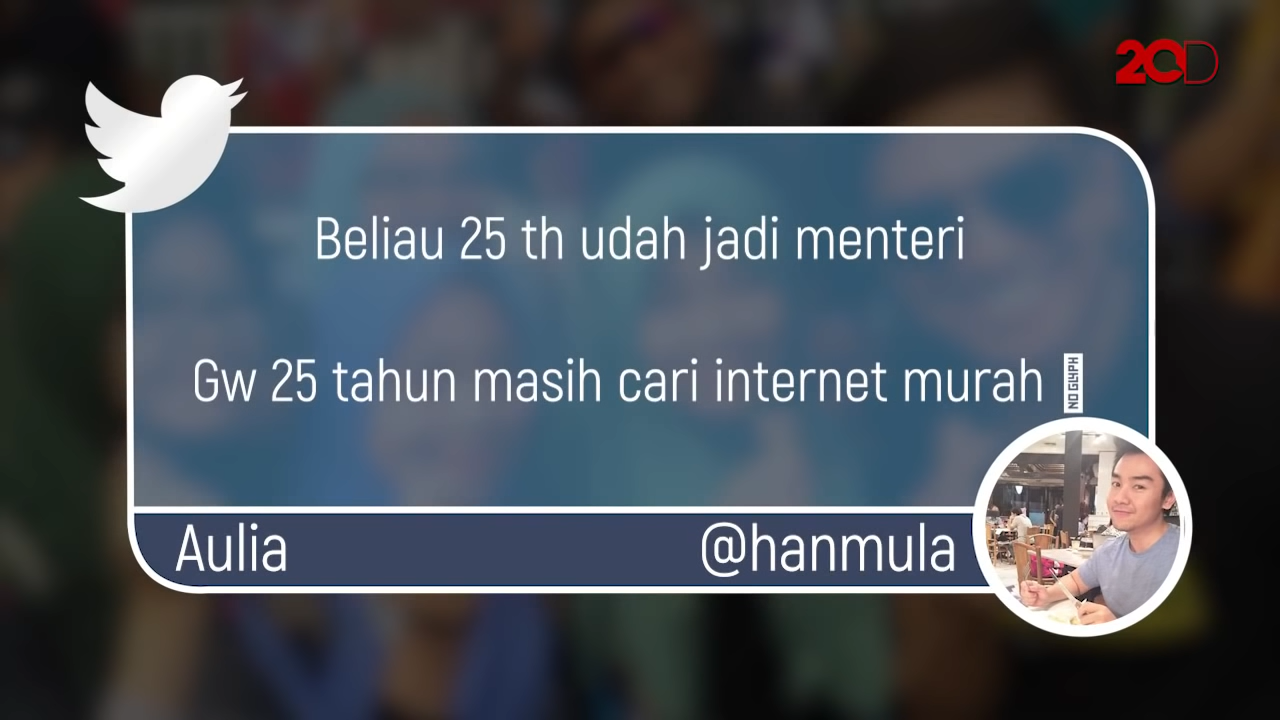 20D
Beliau 25 th udah jadi menteri
Gw 25 tahun masih cari internet murah
NO GLYPH
Aulia
@hanmula